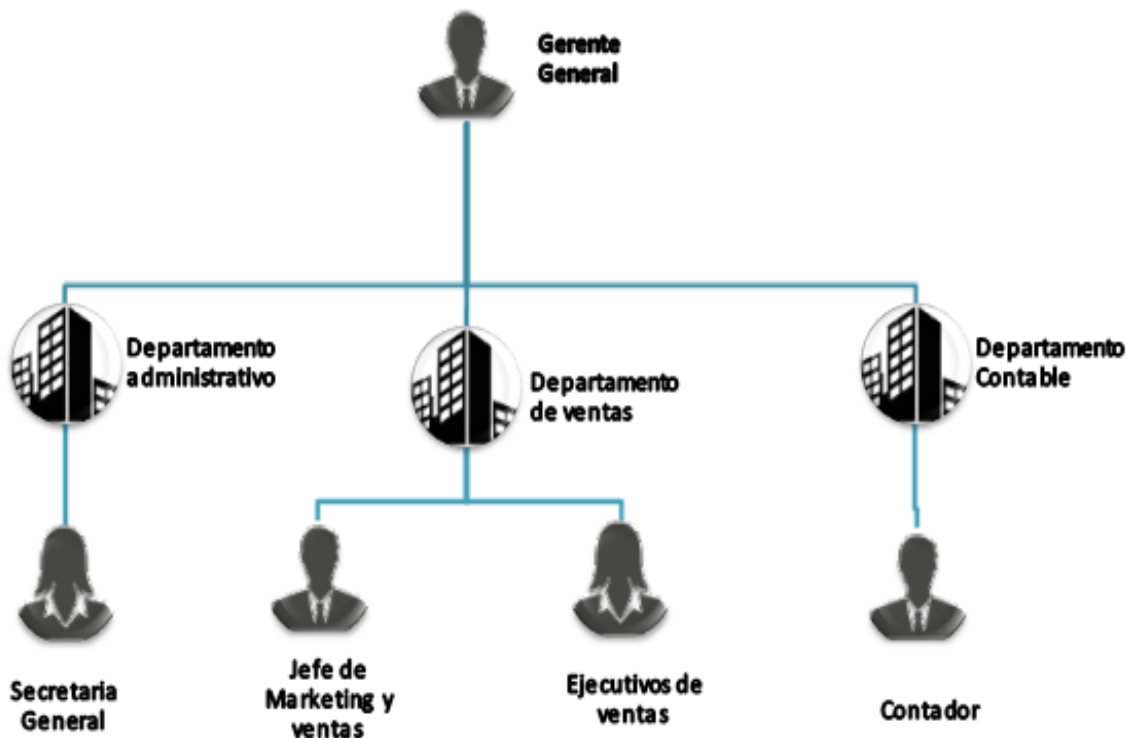 Gerente
General
Departamento
administrativo
Departamento
de ventas
Departamento
Contable
Secretaria
General
Jefe de
Marketing y
ventas
Ejecutivos de
ventas
Contador